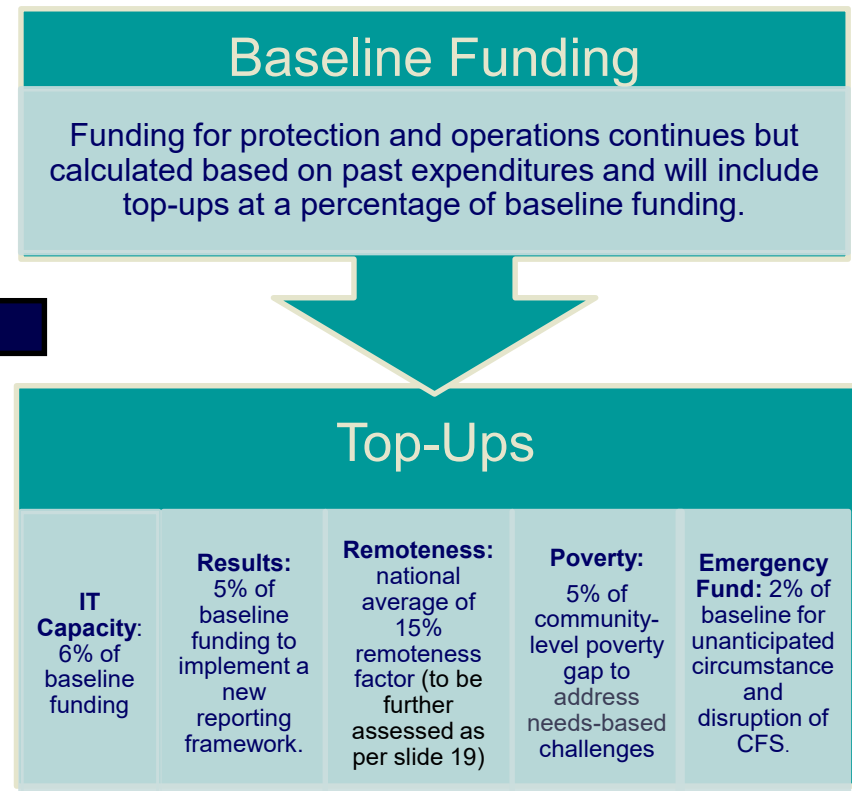 Baseline Funding
Funding for protection and operations continues but
calculated based on past expenditures and will include
top-ups at a percentage of baseline funding.
Top-Ups
IT
Capacity:
6% of
baseline
funding
Results:
5% of
baseline
funding to
implement a
new
reporting
framework.
Remoteness:
national
average of
15%
remoteness
factor (to be
further
assessed as
per slide 19)
Poverty:
5% of
community-
level poverty
gap to
address
needs-based
challenges
Emergency
Fund: 2% of
baseline for
unanticipated
circumstance
and
disruption of
CFS.